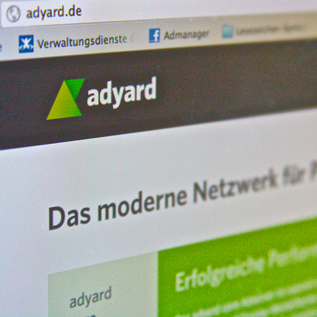 adyard.de
Verwaltungsdienste
Admanager
adyard
Das moderne Netzwerk für
Erfolgreiche
adyard